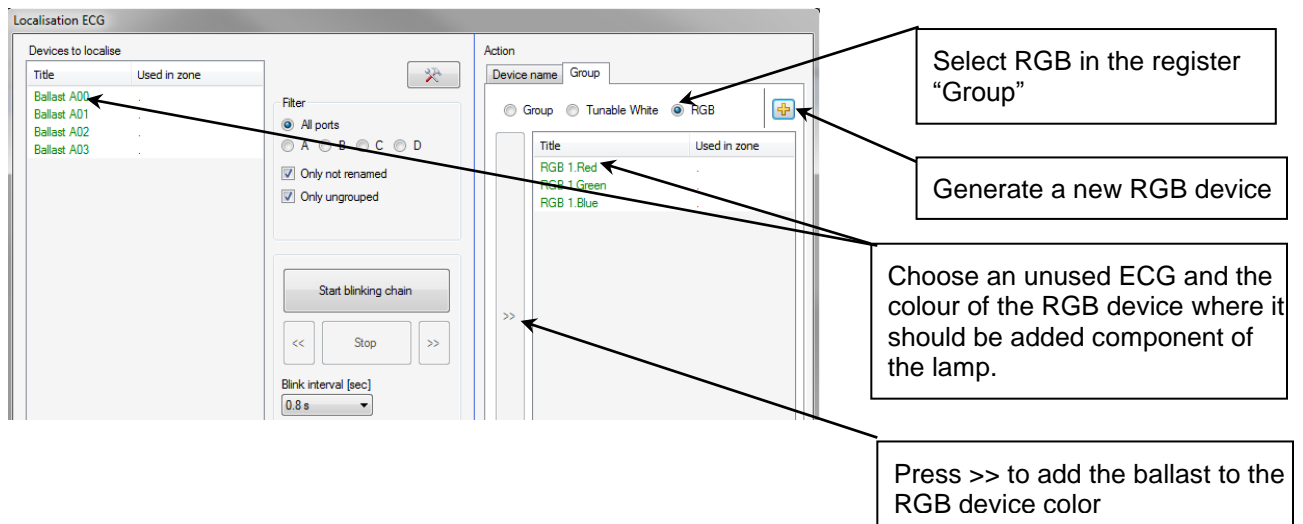 Localisation ECG
Devices to localise
Title Used in zone
Ballast A00 .
Ballast A01 .
Ballast A02 .
Ballast A03 .
Filter
All ports
A B C D
Only not renamed
Only ungrouped
Start blinking chain
<< Stop >>
Blink interval [sec]
0.8 s
Action
Device name Group
Group Tunable White RGB
>>
Title Used in zone
RGB 1.Red .
RGB 1.Green .
RGB 1.Blue .
Select RGB in the register
“Group”
Generate a new RGB device
Choose an unused ECG and the
colour of the RGB device where it
should be added component of
the lamp.
Press >> to add the ballast to the
RGB device color